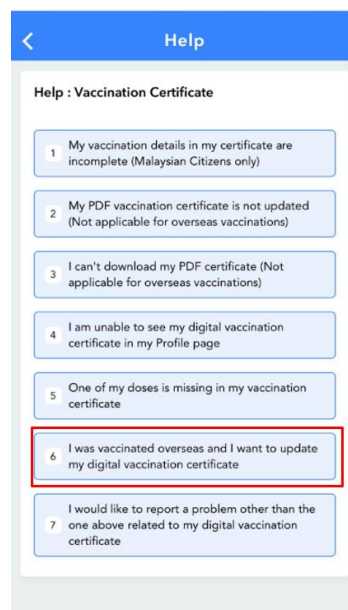 Help
Help : Vaccination Certificate
1
My vaccination details in my certificate are
incomplete (Malaysian Citizens only)
2
My PDF vaccination certificate is not updated
(Not applicable for overseas vaccinations)
3
I can't download my PDF certificate (Not
applicable for overseas vaccinations)
4
I am unable to see my digital vaccination
certificate in my Profile page
5
One of my doses is missing in my vaccination
certificate
6
I was vaccinated overseas and I want to update
my digital vaccination certificate
7
I would like to report a problem other than the
one above related to my digital vaccination
certificate